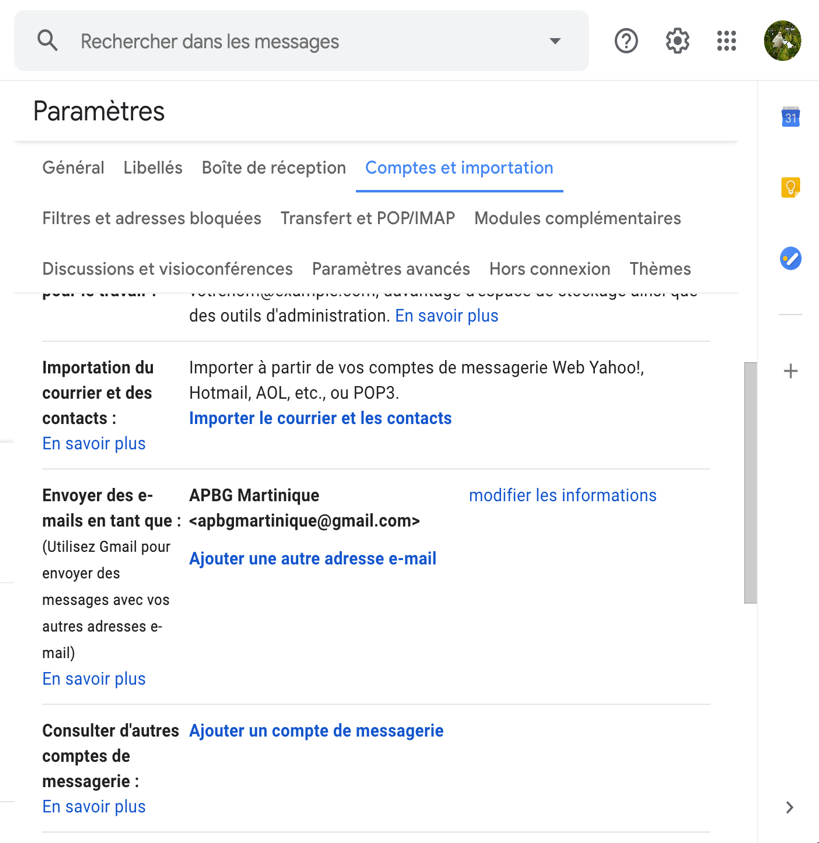 Rechercher dans les messages
Paramètres
31
Général Libellés Boîte de réception Comptes et importation
Filtres et adresses bloquées Transfert et POP/IMAP Modules complémentaires
Discussions et visioconférences Paramètres avancés Hors connexion Thèmes
pour le travail :
votrenom@example.com, davantage d'espace de stockage ainsi que
des outils d'administration. En savoir plus
Importation du
courrier et des
contacts :
En savoir plus
Importer à partir de vos comptes de messagerie Web Yahoo!,
Hotmail, AOL, etc., ou POP3.
Importer le courrier et les contacts
Envoyer des e-
mails en tant que :
(Utilisez Gmail pour
envoyer des
messages avec vos
autres adresses e-
mail)
En savoir plus
APBG Martinique
<apbgmartinique@gmail.com>
modifier les informations
Ajouter une autre adresse e-mail
Consulter d'autres
comptes de
messagerie :
En savoir plus
Ajouter un compte de messagerie